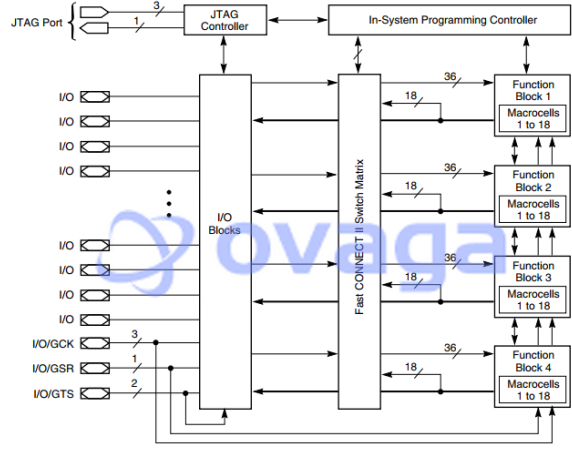 JTAG Port
3
1
JTAG
Controller
In-System Programming Controller
I/O
I/O
I/O
I/O
I/O
I/O
I/O
I/O
I/O/GCK
3
I/O/GSR
1
I/O/GTS
2
I/O
Blocks
Fast CONNECT II Switch Matrix
36
18
Function
Block 1
Macrocells
1 to 18
36
18
Function
Block 2
Macrocells
1 to 18
36
18
Function
Block 3
Macrocells
1 to 18
36
18
Function
Block 4
Macrocells
1 to 18
ovaga